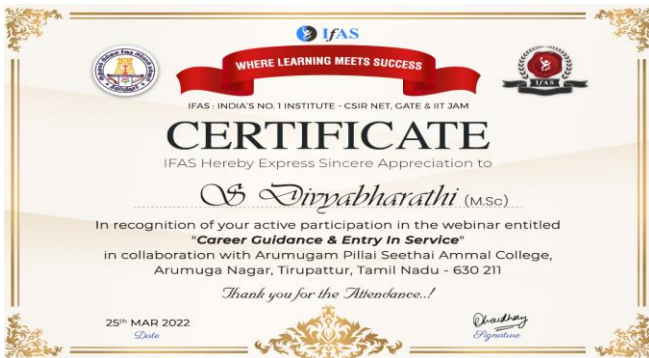 IfAS
WHERE LEARNING MEETS SUCCESS
IFAS : INDIA'S NO. 1 INSTITUTE - CSIR NET, GATE & IIT JAM
CERTIFICATE
IFAS Hereby Express Sincere Appreciation to
S Divyabharathi (M.Sc)
In recognition of your active participation in the webinar entitled
"Career Guidance & Entry In Service"
in collaboration with Arumugam Pillai Seethai Ammal College,
Arumuga Nagar, Tirupattur, Tamil Nadu - 630 211
Thank you for the Attendance..!
25th MAR 2022
Date
Signature
IfAS